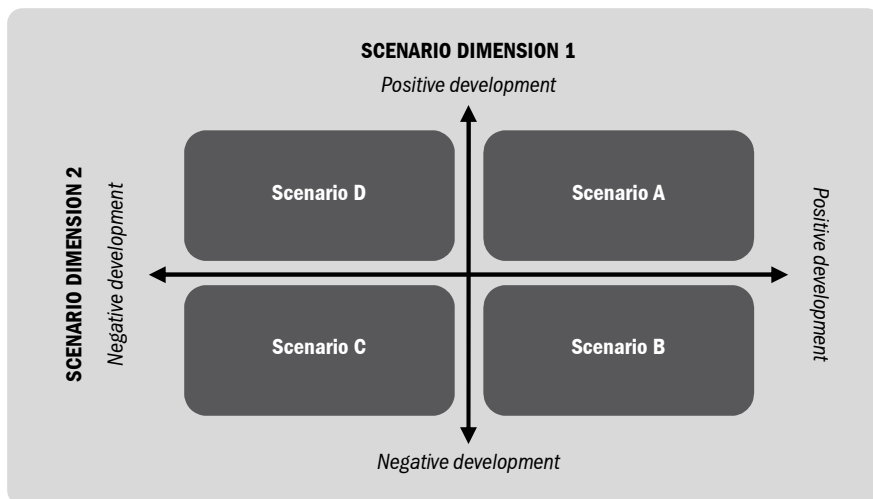 SCENARIO DIMENSION 1
Positive development
SCENARIO DIMENSION 2
Negative development
Scenario D
Scenario A
Positive development
Scenario C
Scenario B
Negative development